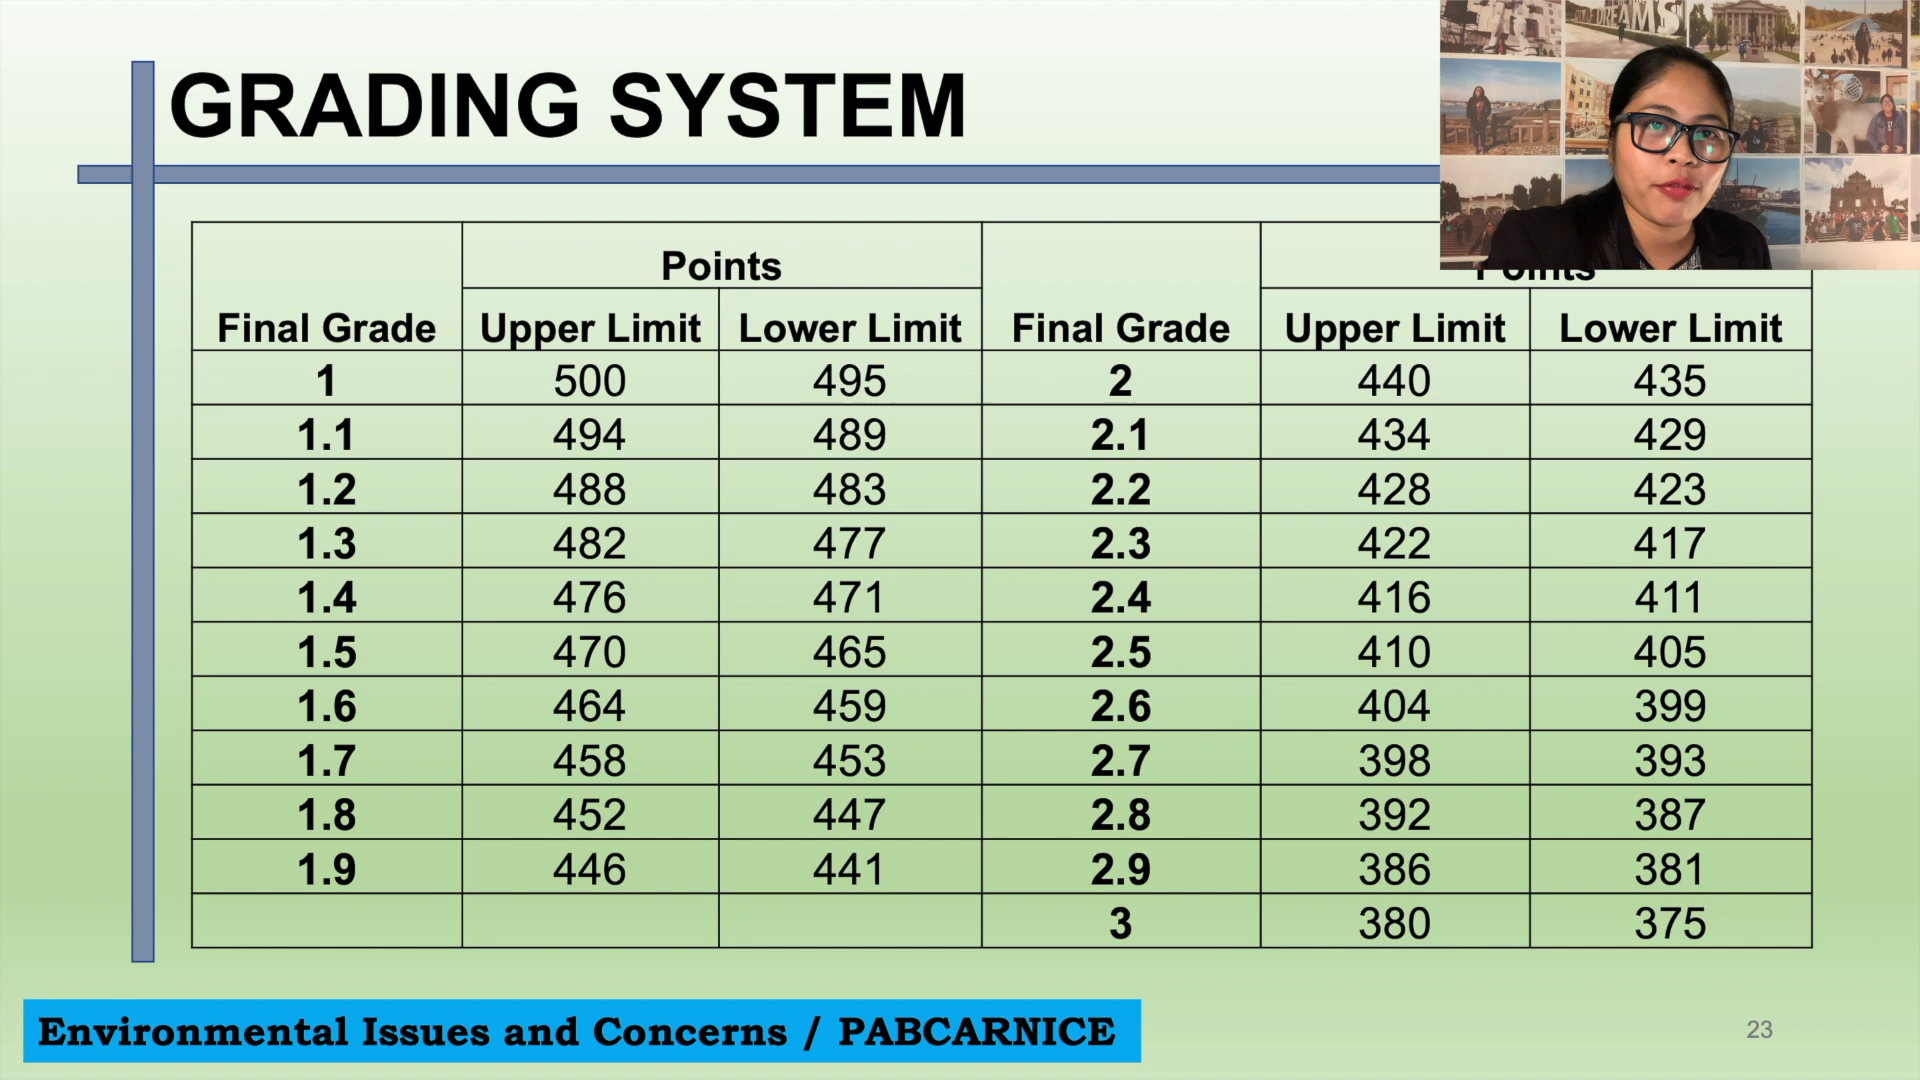 DREAMS
GRADING SYSTEM
Points Points
Final Grade Upper Limit Lower Limit Final Grade Upper Limit Lower Limit
1 500 495 2 440 435
1.1 494 489 2.1 434 429
1.2 488 483 2.2 428 423
1.3 482 477 2.3 422 417
1.4 476 471 2.4 416 411
1.5 470 465 2.5 410 405
1.6 464 459 2.6 404 399
1.7 458 453 2.7 398 393
1.8 452 447 2.8 392 387
1.9 446 441 2.9 386 381
3 380 375
Environmental Issues and Concerns / PABCARNICE
23